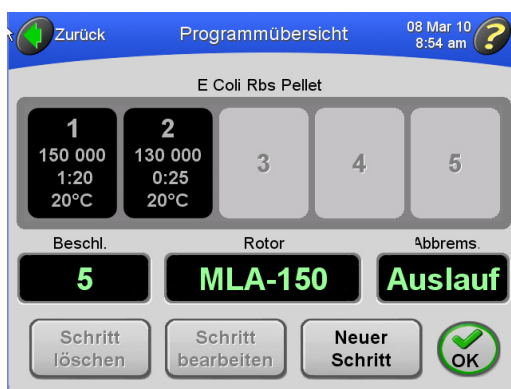 Zurück
Programmübersicht
08 Mar 10
8:54 am
?
E Coli Rbs Pellet
1
150 000
1:20
20°C
2
130 000
0:25
20°C
3
4
5
Beschl.
Rotor
Abbrems.
5
MLA-150
Auslauf
Schritt
löschen
Schritt
bearbeiten
Neuer
Schritt
OK